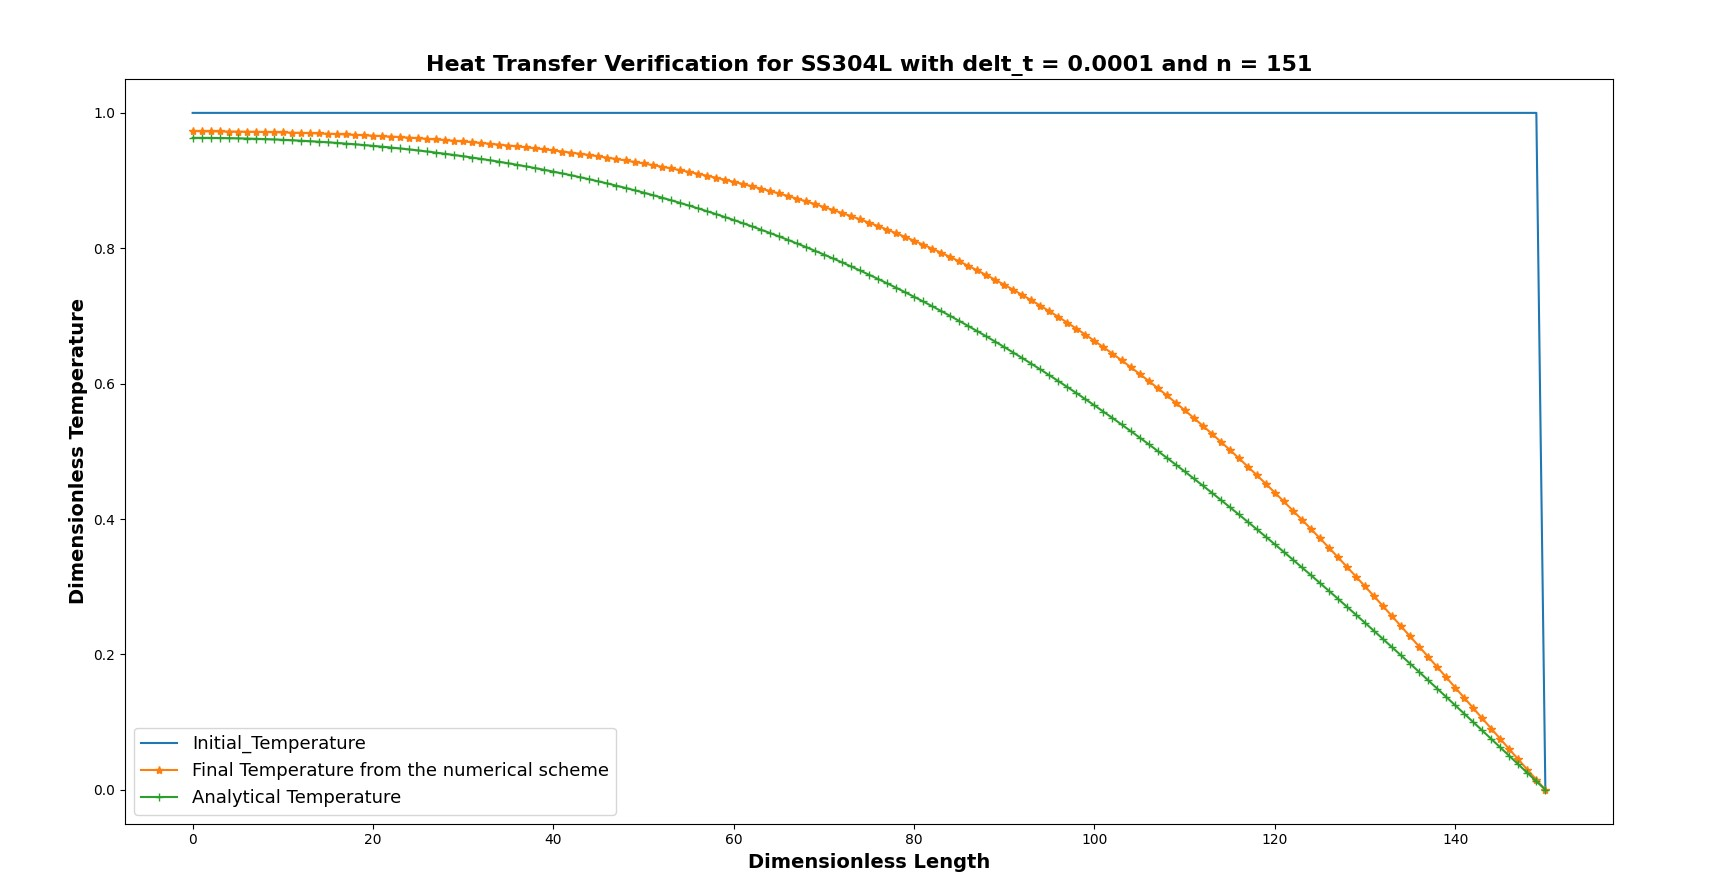 Heat Transfer Verification for SS304L with delt_t = 0.0001 and n = 151
Dimensionless Temperature
1.0
0.8
0.6
0.4
0.2
0.0
Initial_Temperature
Final Temperature from the numerical scheme
Analytical Temperature
0 20 40 60 80 100 120 140
Dimensionless Length